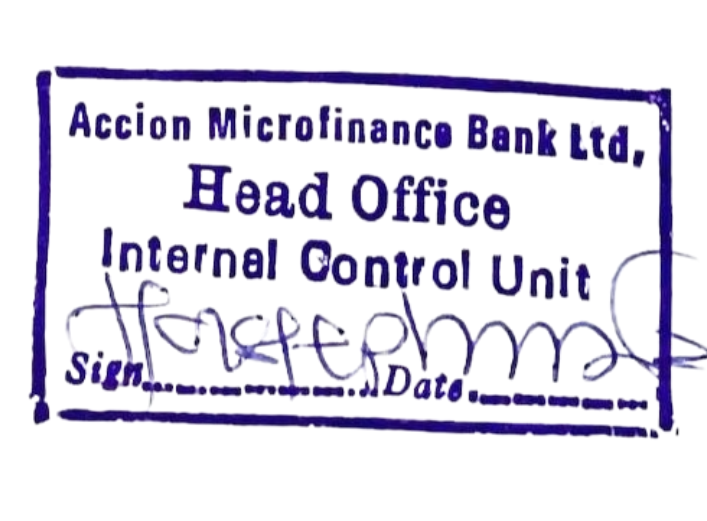 Accion Microfinance Bank Ltd,
Head Office
Internal Control Unit
Sign.................Date.................